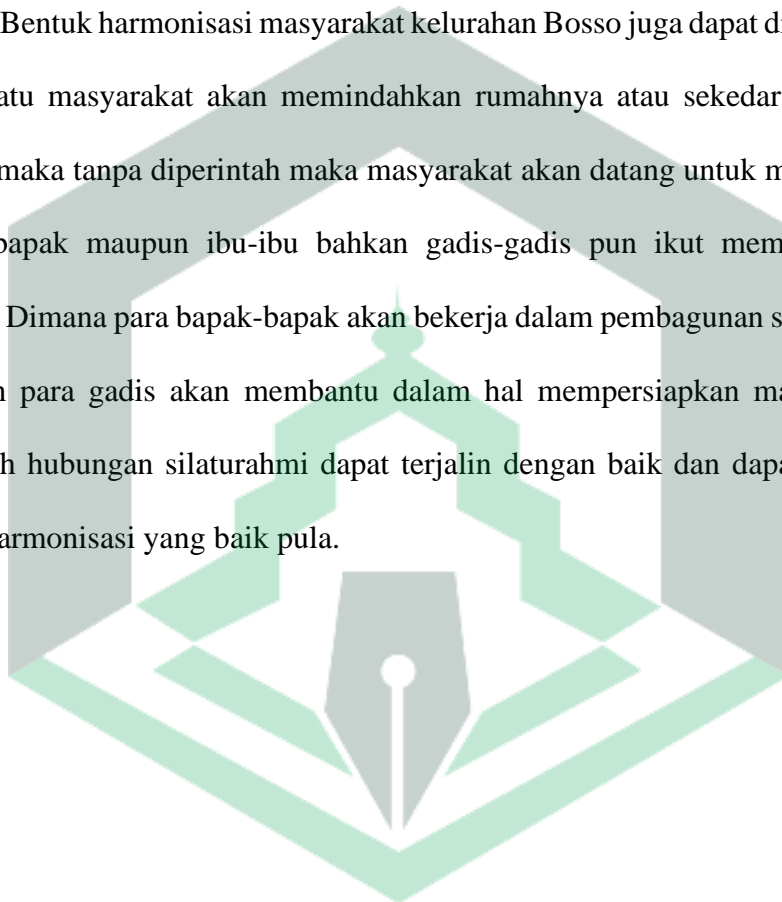 Bentuk harmonisasi masyarakat kelurahan Bosso juga dapat
atu masyarakat akan memindahkan rumahnya atau sekedar
maka tanpa diperintah maka masyarakat akan datang untuk
bapak maupun ibu-ibu bahkan gadis-gadis pun ikut
Dimana para bapak-bapak akan bekerja dalam pembagunan
para gadis akan membantu dalam hal mempersiapkan
hubungan silaturahmi dapat terjalin dengan baik dan
armonisasi yang baik pula.